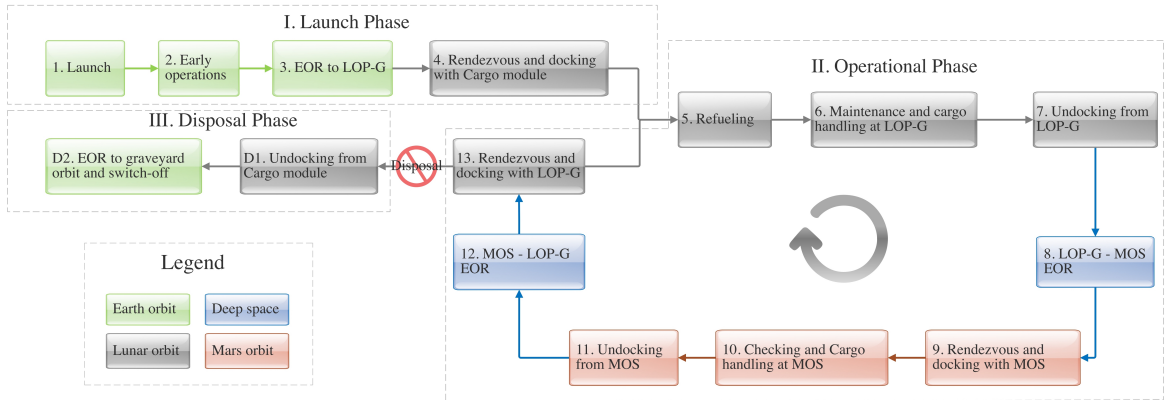 I. Launch Phase
1. Launch
2. Early
operations
3. EOR to LOP-G
4. Rendezvous and docking
with Cargo module
II. Operational Phase
5. Refueling
6. Maintenance and cargo
handling at LOP-G
7. Undocking from
LOP-G
III. Disposal Phase
D2. EOR to graveyard
orbit and switch-off
D1. Undocking from
Cargo module
Disposal
13. Rendezvous and
docking with LOP-G
12. MOS - LOP-G
EOR
8. LOP-G - MOS
EOR
11. Undocking
from MOS
10. Checking and Cargo
handling at MOS
9. Rendezvous and
docking with MOS
Legend
Earth orbit
Deep space
Lunar orbit
Mars orbit